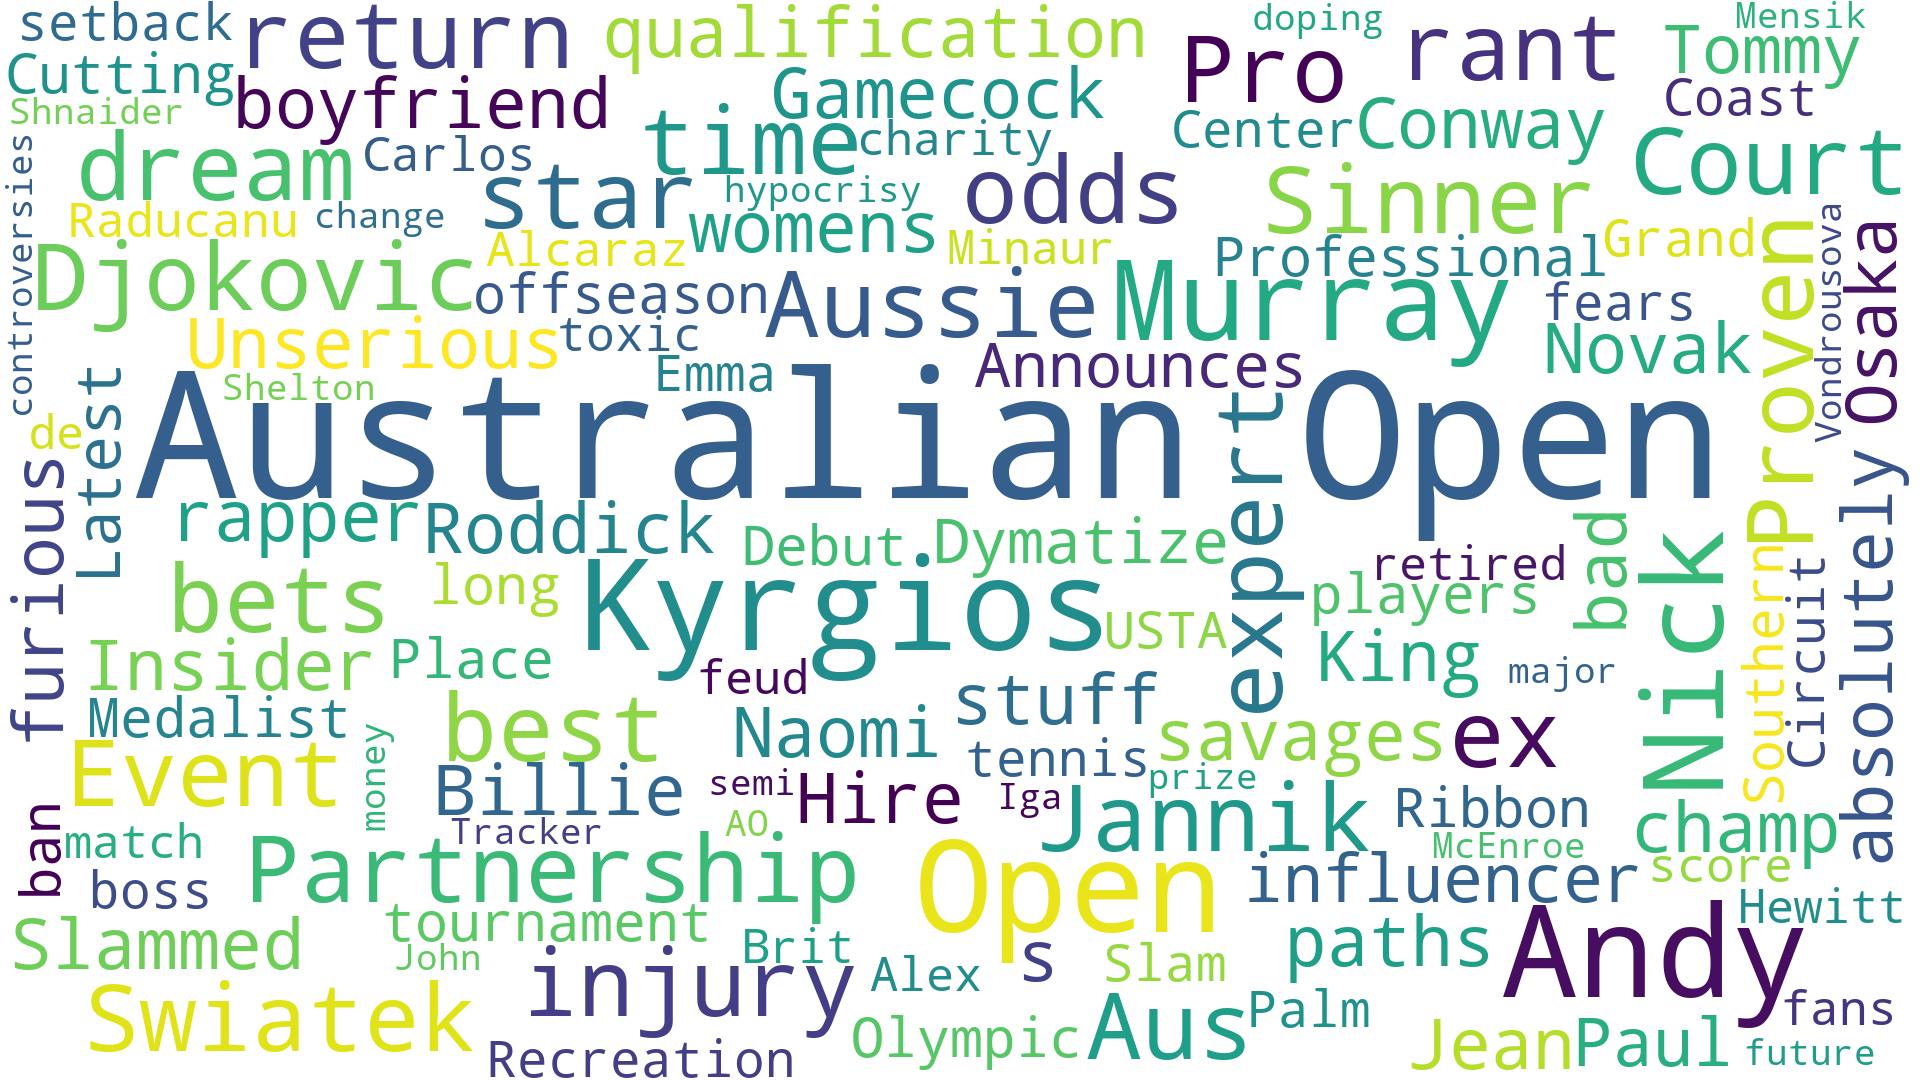 setback
return
qualification
doping
Mensik
Cutting
boyfriend
Gamecock
Pro
rant
Tommy
Shnaider
time
charity
Center
Conway
Coast
controversies
dream
Carlos
star
hypocrisy
odds
Sinner
Court
Raducanu
change
womens
Minaur
Professional
Grand
Proven
Vondrousova
Osaka
Djokovic
Alcaraz
offseason
Aussie
Murray
fears
Unserious
toxic
Emma
Announces
Novak
Shelton
Australian Open
de
Latest
furious
rapper
Roddick
Debut
Dymatize
expert
retired
bad
Nick
Southern
Circuit
absolutely
bets
long
Kyrgios
USTA
players
Insider
Place
feud
King
major
Medalist
best
Naomi
stuff
savages
ex
Event
money
Billie
semi
Hire
tennis
Iga
prize
Jannik
Ribbon
champ
ban
match
Tracker
AO
McEnroe
boss
Partnership
Open
influencer
score
Slammed
tournament
John
Brit
Alex
s
Slam
paths
Andy
Hewitt
Swiatek
injury
Olympic
Aus
Palm
fans
Recreation
Jean
Paul
future